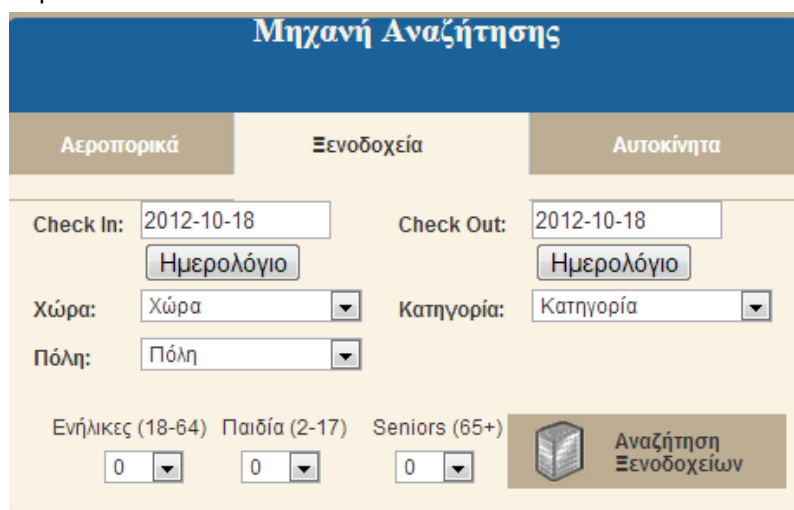 Μηχανή Αναζήτησης
Αεροπορικά Ξενοδοχεία Αυτοκίνητα
Check In: 2012-10-18 Check Out: 2012-10-18
Ημερολόγιο Ημερολόγιο
Χώρα: Χώρα Κατηγορία: Κατηγορία
Πόλη: Πόλη
Ενήλικες (18-64) Παιδία (2-17) Seniors (65+)
0 0 0
Αναζήτηση
Ξενοδοχείων